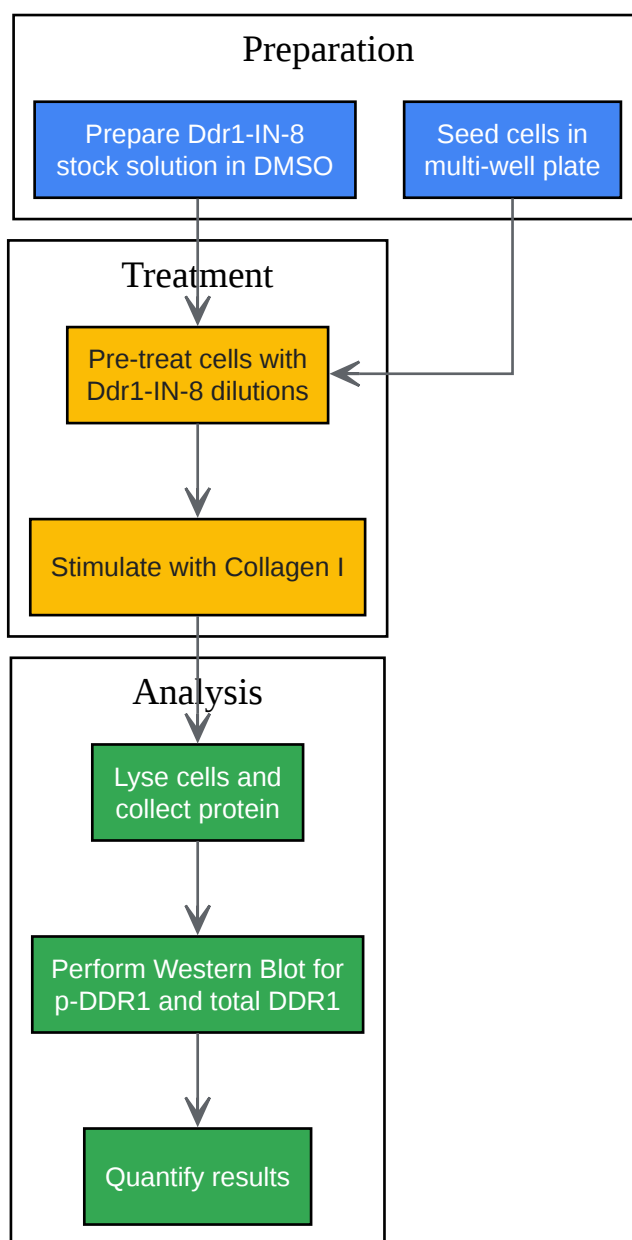 Preparation
Prepare Ddr1-IN-8
stock solution in DMSO
Seed cells in
multi-well plate
Treatment
Pre-treat cells with
Ddr1-IN-8 dilutions
Stimulate with Collagen I
Analysis
Lyse cells and
collect protein
Perform Western Blot for
p-DDR1 and total DDR1
Quantify results